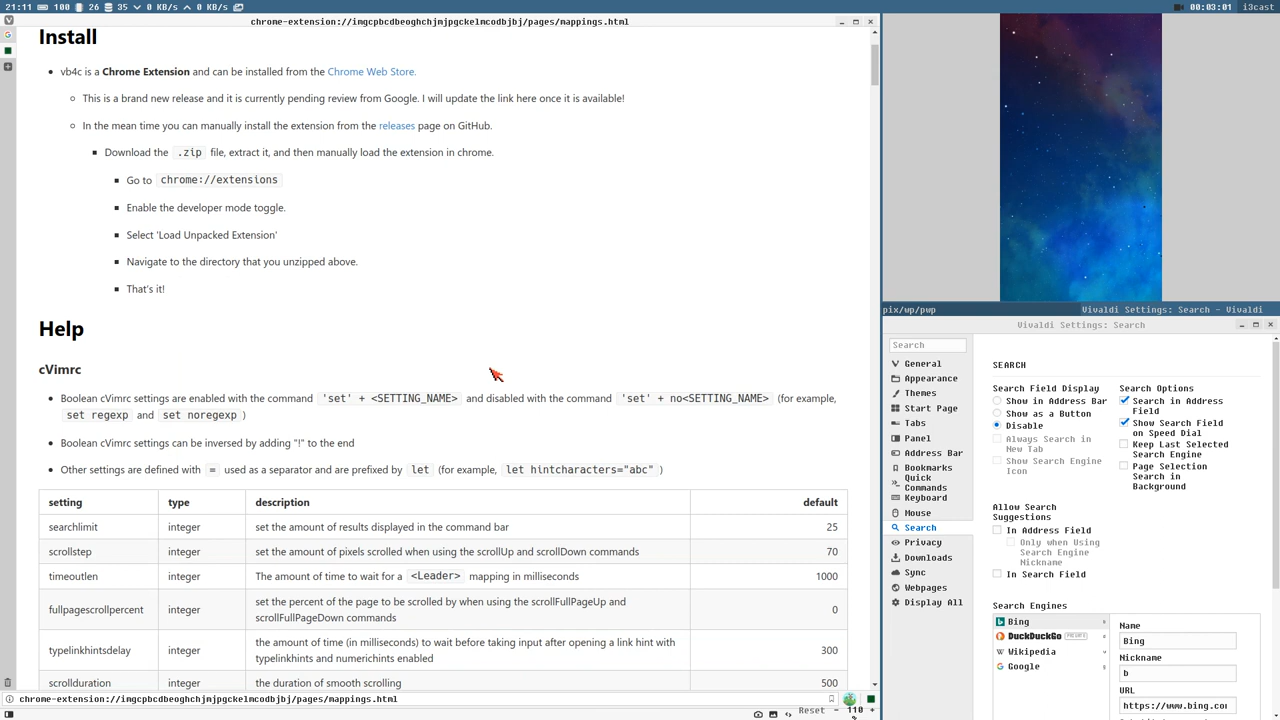 21:11 100 26 35 0 KB/s 0 KB/s
00:03:01 i3cast
chrome-extension://imgcpbcdbeoghchjmjpgckelmcodbjbj/pages/mappings.html
Install
vb4c is a Chrome Extension and can be installed from the Chrome Web Store.
This is a brand new release and it is currently pending review from Google. I will update the link here once it is available!
In the mean time you can manually install the extension from the releases page on GitHub.
Download the .zip file, extract it, and then manually load the extension in chrome.
Go to chrome://extensions
Enable the developer mode toggle.
Select 'Load Unpacked Extension'
Navigate to the directory that you unzipped above.
That's it!
Help
cVimrc
Boolean cVimrc settings are enabled with the command 'set' + <SETTING_NAME> and disabled with the command 'set' + no<SETTING_NAME> (for example,
set regexp and set noregexp )
Boolean cVimrc settings can be inversed by adding "!" to the end
Other settings are defined with = used as a separator and are prefixed by let (for example, let hintcharacters="abc" )
setting type description default
searchlimit integer set the amount of results displayed in the command bar 25
scrollstep integer set the amount of pixels scrolled when using the scrollUp and scrollDown commands 70
timeoutlen integer The amount of time to wait for a <Leader> mapping in milliseconds 1000
fullpagescrollpercent integer set the percent of the page to be scrolled by when using the scrollFullPageUp and
scrollFullPageDown commands 0
typelinkhintsdelay integer the amount of time (in milliseconds) to wait before taking input after opening a link hint with
typelinkhints and numerichints enabled 300
scrollduration integer the duration of smooth scrolling 500
chrome-extension://imgcpbcdbeoghchjmjpgckelmcodbjbj/pages/mappings.html
Reset - 110 +
pix/wp/pwp Vivaldi Settings: Search - Vivaldi
Vivaldi Settings: Search
Search
General
Appearance
Themes
Start Page
Tabs
Panel
Address Bar
Bookmarks
Quick
Commands
Keyboard
Mouse
Search
Privacy
Downloads
Sync
Webpages
Display All
SEARCH
Search Field Display
Show in Address Bar
Show as a Button
Disable
Always Search in
New Tab
Show Search Engine
Icon
Search Options
Search in Address
Field
Show Search Field
on Speed Dial
Keep Last Selected
Search Engine
Page Selection
Search in
Background
Allow Search
Suggestions
In Address Field
Only when Using
Search Engine
Nickname
In Search Field
Search Engines
Bing
DuckDuckGo
Wikipedia
Google
Name
Bing
Nickname
b
URL
https://www.bing.co